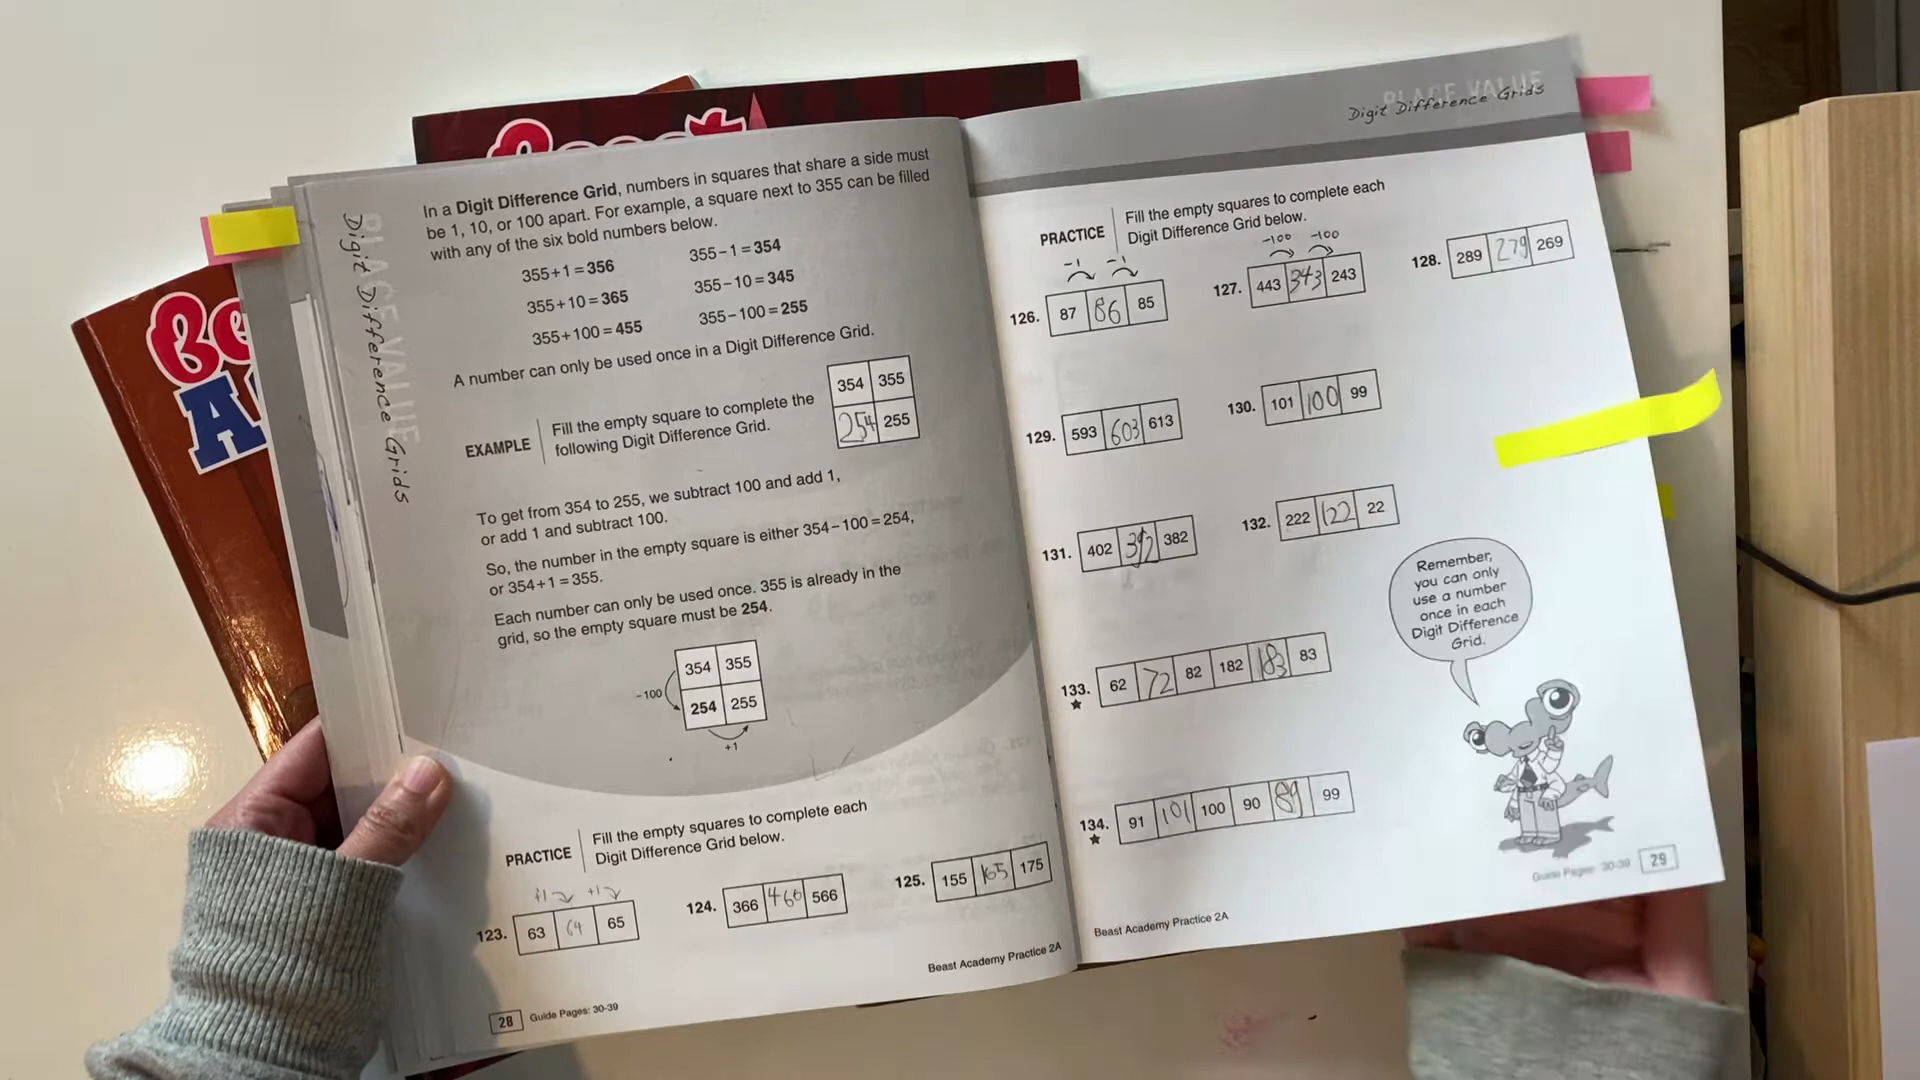 PLACE VALUE
Digit Difference Grids
In a Digit Difference Grid, numbers in squares that share a side must
be 1, 10, or 100 apart. For example, a square next to 355 can be filled
with any of the six bold numbers below.
355+1=356 355−1=354
355+10=365 355−10=345
355+100=455 355−100=255
A number can only be used once in a Digit Difference Grid.
EXAMPLE
Fill the empty square to complete the
following Digit Difference Grid.
354 355
254 255
To get from 354 to 255, we subtract 100 and add 1,
or add 1 and subtract 100.
So, the number in the empty square is either 354−100=254,
or 354+1=355.
Each number can only be used once. 355 is already in the
grid, so the empty square must be 254.
354 355
-100
254 255
+1
PRACTICE
Fill the empty squares to complete each
Digit Difference Grid below.
+1 +1
123. 63 64 65
124. 366 466 566
125. 155 165 175
28 Guide Pages: 30-39
Beast Academy Practice 2A
PLACE VALUE
Digit Difference Grids
PRACTICE
Fill the empty squares to complete each
Digit Difference Grid below.
-1 -1
126. 87 86 85
-100 -100
127. 443 343 243
128. 289 279 269
129. 593 603 613
130. 101 100 99
131. 402 392 382
132. 222 122 22
Remember,
you can only
use a number
once in each
Digit Difference
Grid.
133. 62 72 82 182 183 83
134. 91 101 100 90 89 99
Beast Academy Practice 2A
Guide Pages: 30-39 29